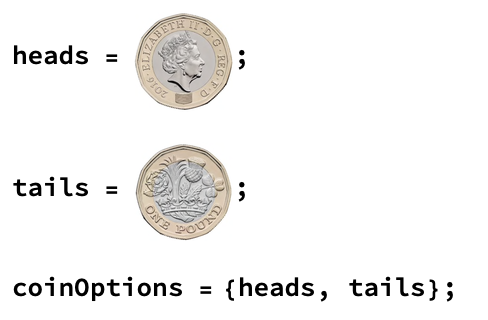 heads = ;
ELIZABETH II·D·G·REG·F·D·2016
tails = ;
ONE POUND
coinOptions = {heads, tails};